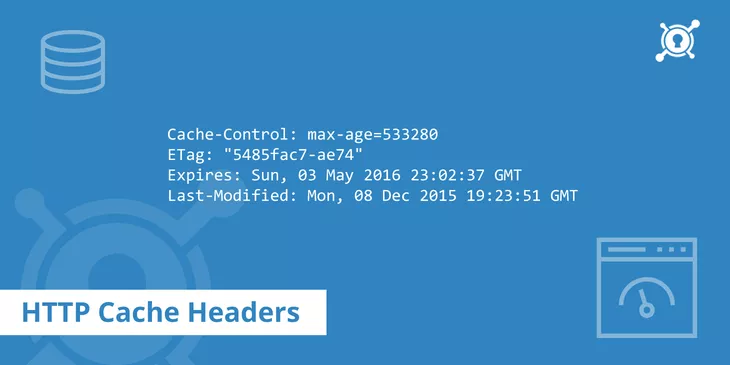 Cache-Control: max-age=533280
ETag: "5485fac7-ae74"
Expires: Sun, 03 May 2016 23:02:37 GMT
Last-Modified: Mon, 08 Dec 2015 19:23:51 GMT
HTTP Cache Headers